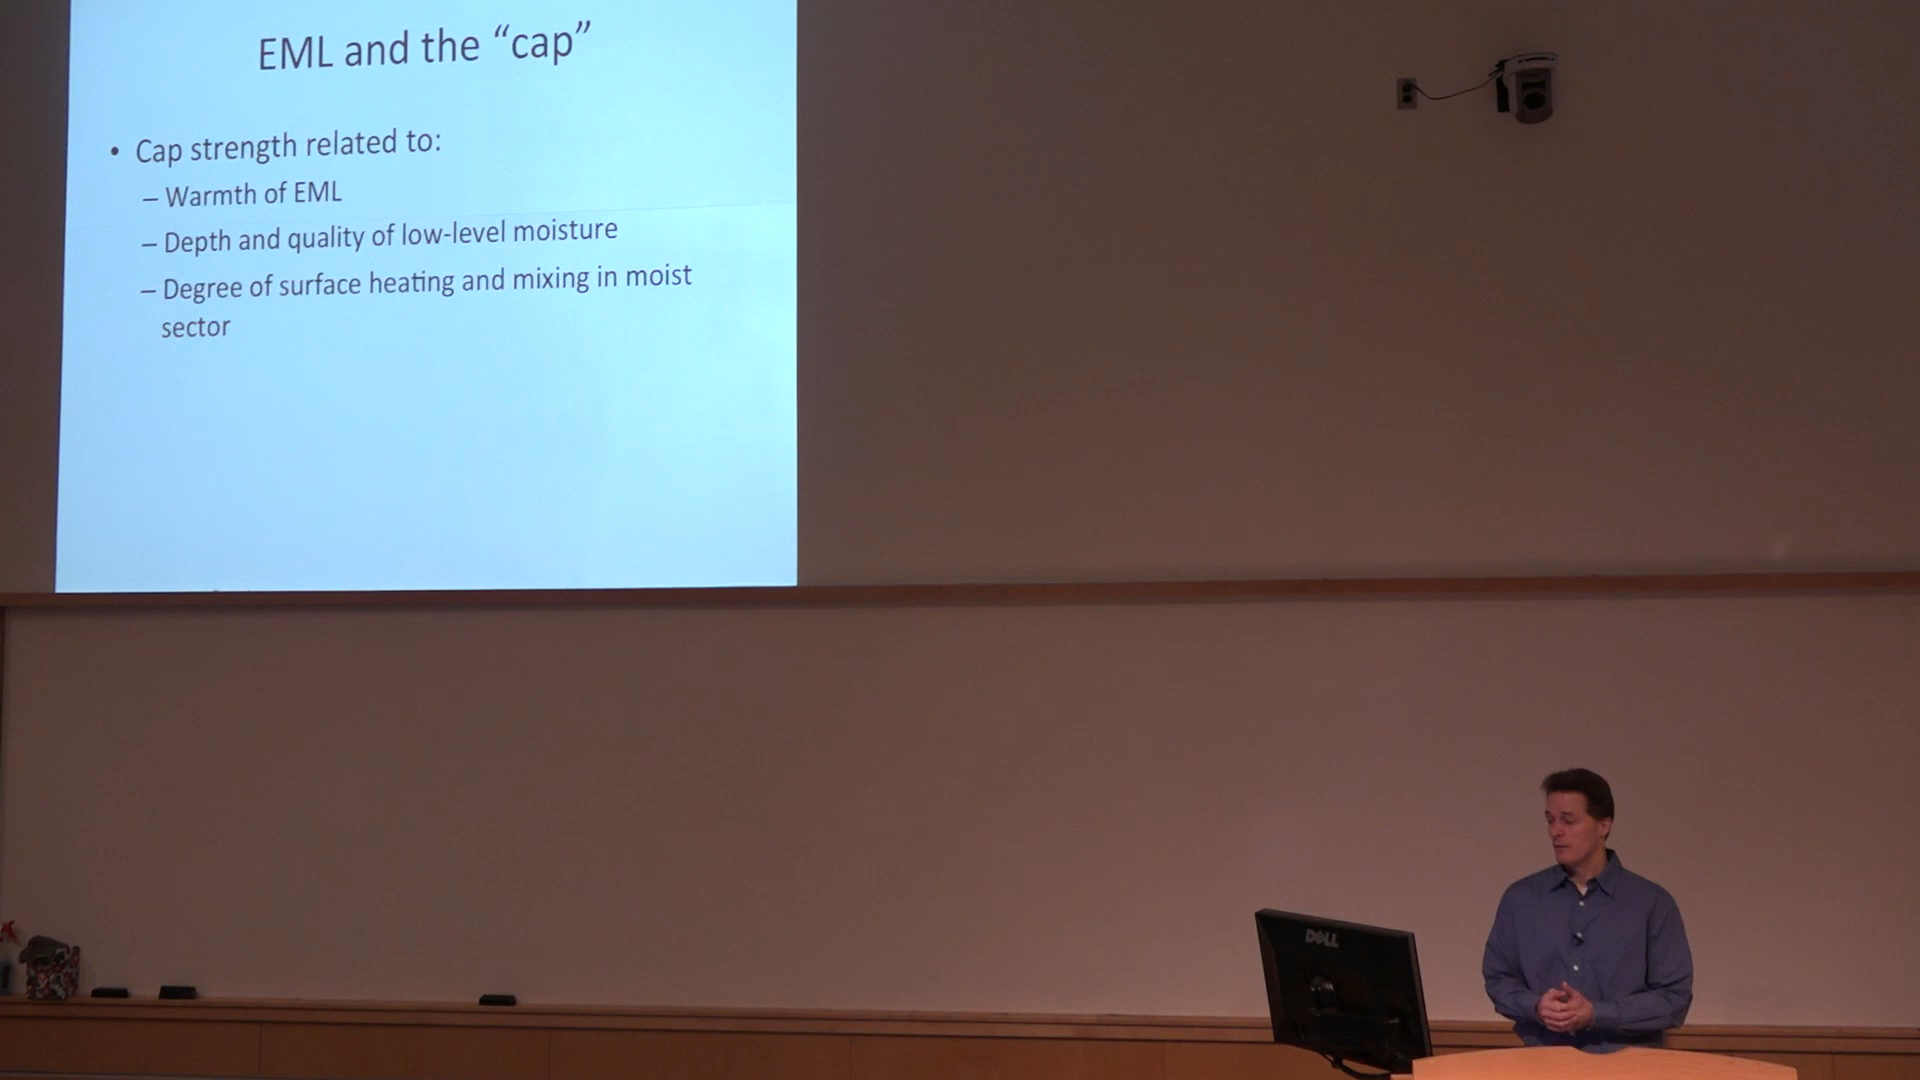 EML and the “cap”
• Cap strength related to:
– Warmth of EML
– Depth and quality of low-level moisture
– Degree of surface heating and mixing in moist
sector
DELL